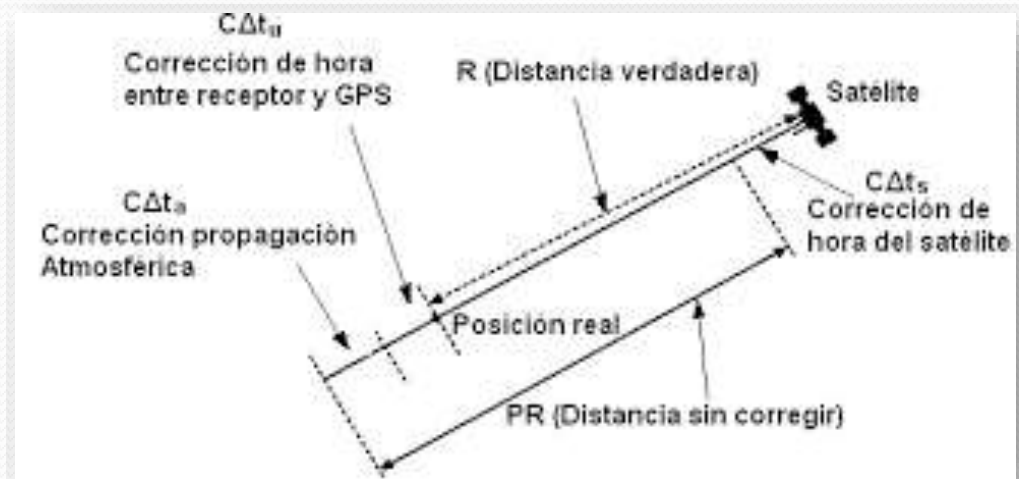 CΔtu
Corrección de hora
entre receptor y GPS
R (Distancia verdadera)
Satélite
CΔta
Corrección propagaciòn
Atmosférica
CΔts
Corrección de
hora del satélite
Posición real
PR (Distancia sin corregir)